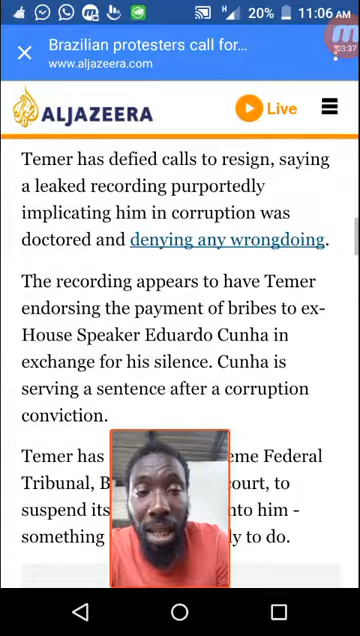 20% 11:06 AM
Brazilian protesters call for...
www.aljazeera.com
03:37
ALJAZEERA
Live
Temer has defied calls to resign, saying
a leaked recording purportedly
implicating him in corruption was
doctored and denying any wrongdoing.
The recording appears to have Temer
endorsing the payment of bribes to ex-
House Speaker Eduardo Cunha in
exchange for his silence. Cunha is
serving a sentence after a corruption
conviction.
Temer has eme Federal
Tribunal, B court, to
suspend its nto him -
something ly to do.